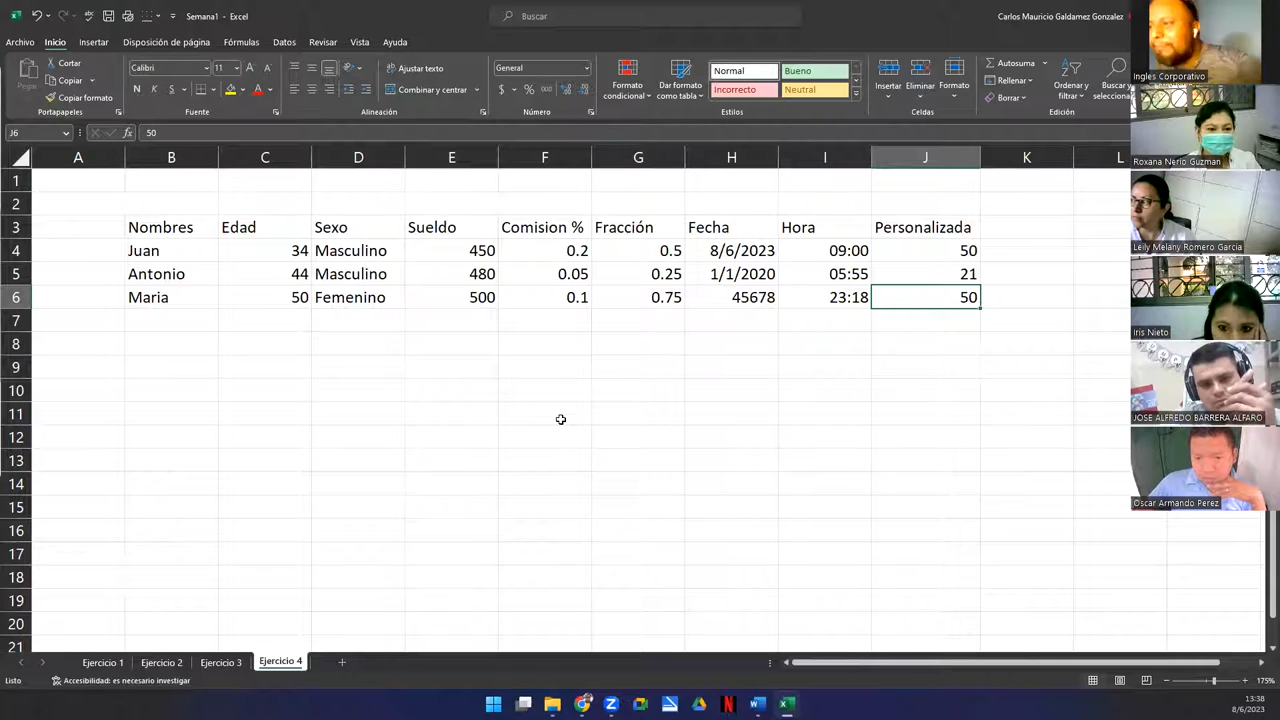 Semana1 - Excel
Buscar
Carlos Mauricio Galdamez Gonzalez
Archivo Inicio Insertar Disposición de página Fórmulas Datos Revisar Vista Ayuda
Pegar
Cortar
Copiar
Copiar formato
Portapapeles
Calibri 11
N K S
Fuente
Ajustar texto
Combinar y centrar
Alineación
General
$ % 000
Número
Formato condicional
Dar formato como tabla
Normal Bueno
Incorrecto Neutral
Estilos
Insertar Eliminar Formato
Celdas
Autosuma
Rellenar
Borrar
Ordenar y filtrar
Buscar y
Edición
J6 fx 50
A B C D E F G H I J K L
1
2
3 Nombres Edad Sexo Sueldo Comision % Fracción Fecha Hora Personalizada
4 Juan 34 Masculino 450 0.2 0.5 8/6/2023 09:00 50
5 Antonio 44 Masculino 480 0.05 0.25 1/1/2020 05:55 21
6 Maria 50 Femenino 500 0.1 0.75 45678 23:18 50
7
8
9
10
11
12
13
14
15
16
17
18
19
20
21
Ingles Corporativo
Roxana Nerio Guzman
Leily Melany Romero Garcia
Iris Nieto
JOSE ALFREDO BARRERA ALFARO
Oscar Armando Perez
Ejercicio 1 Ejercicio 2 Ejercicio 3 Ejercicio 4
Listo Accesibilidad: es necesario investigar 175%
13:38
8/6/2023